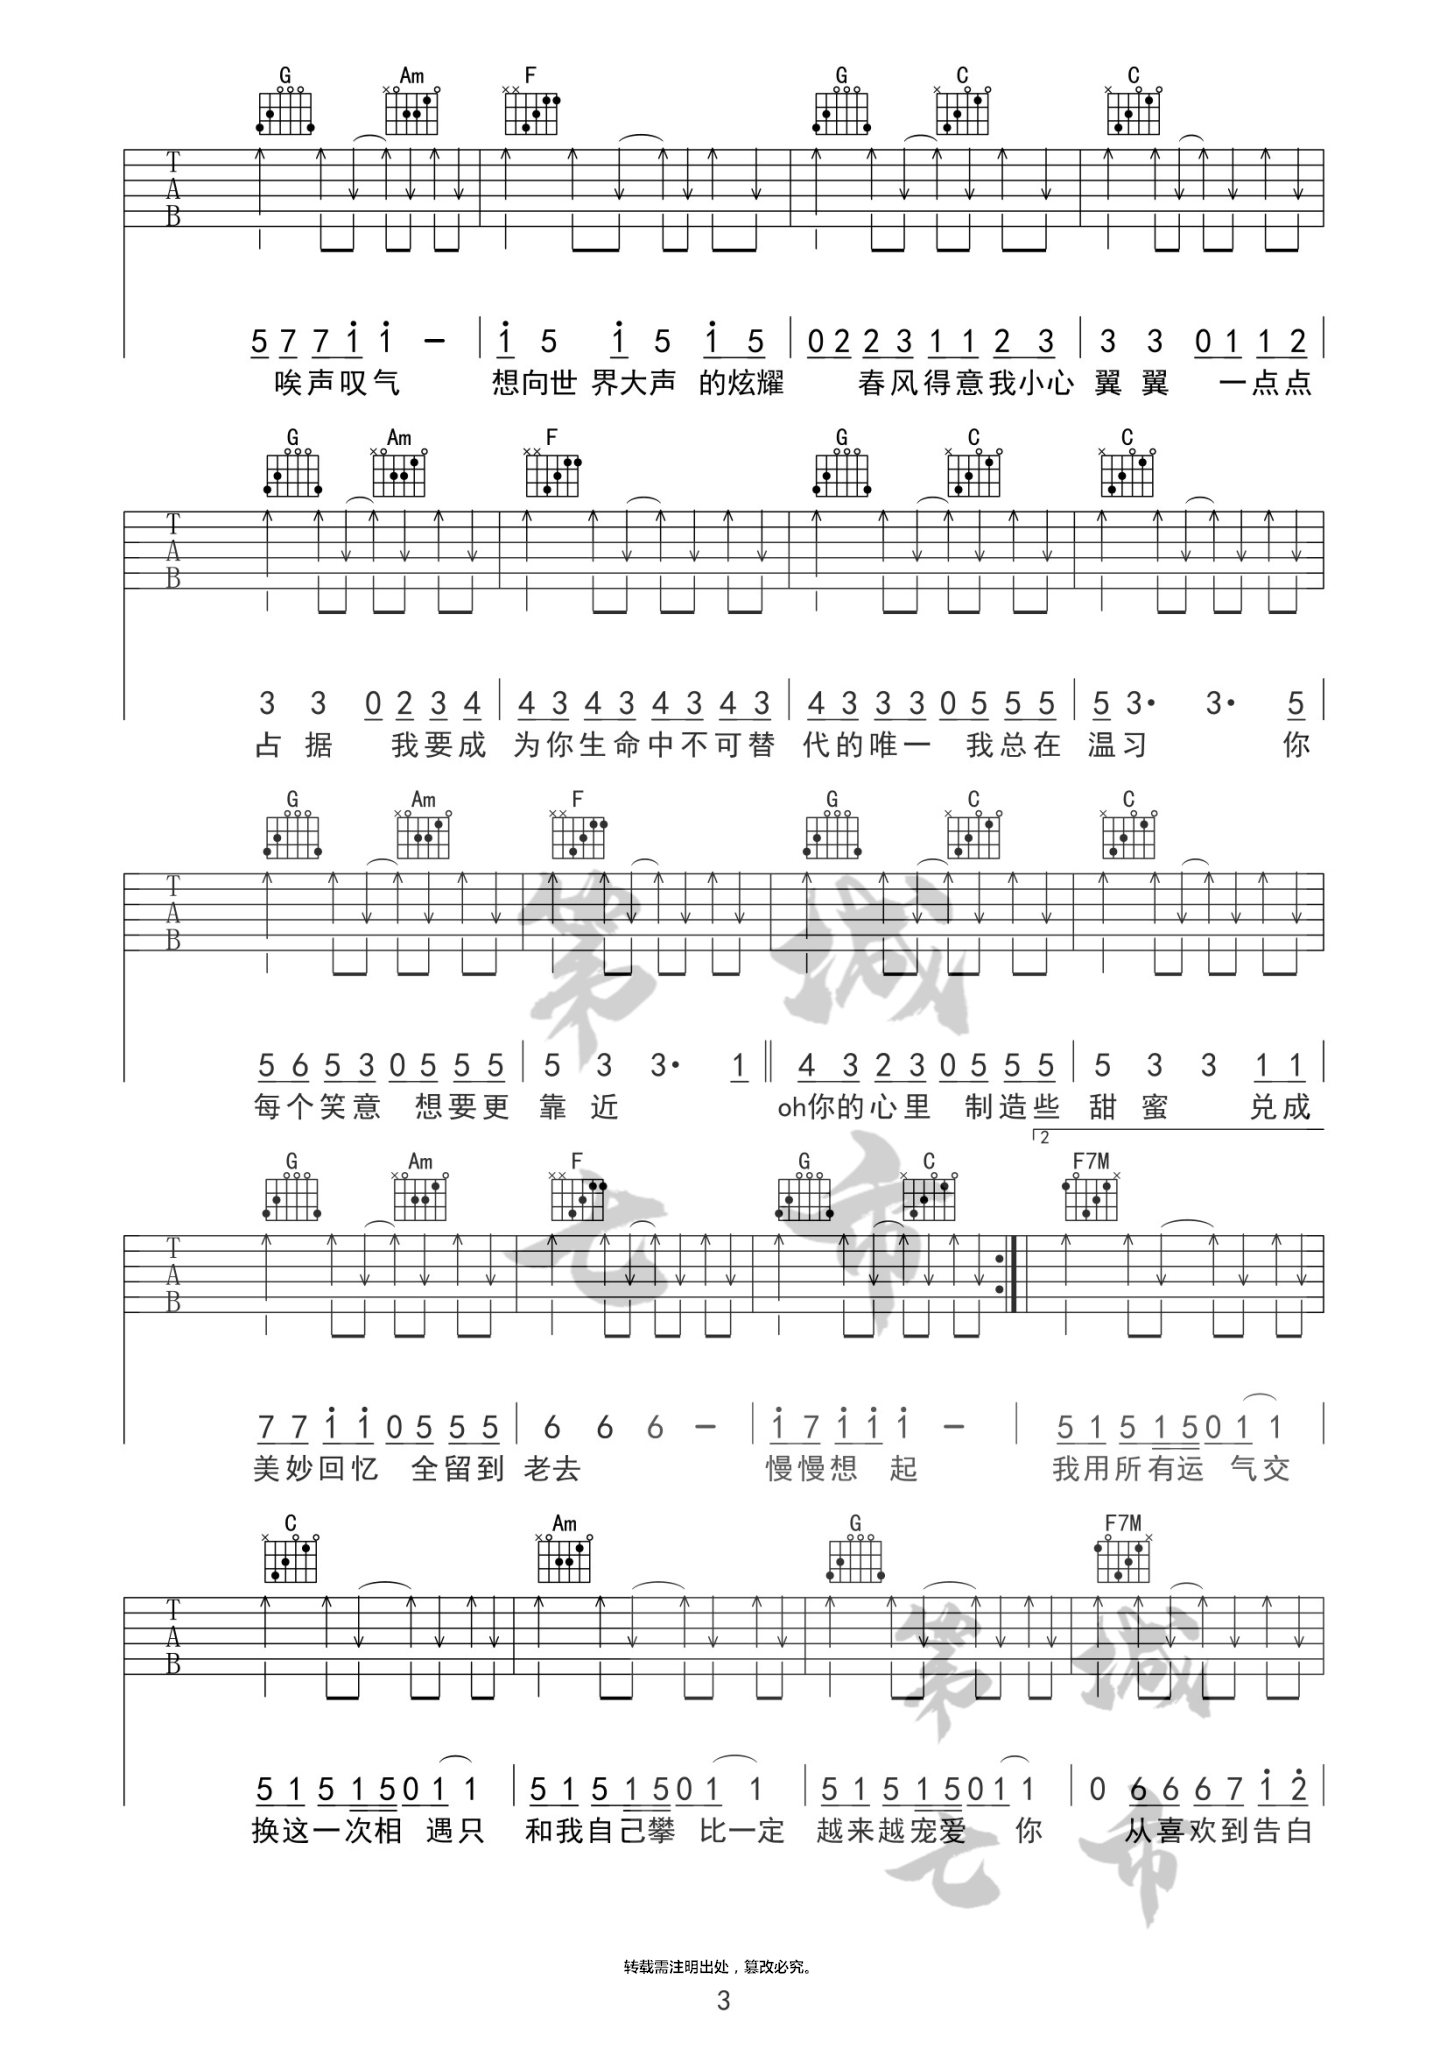 G Am F G C C
T
A
B
5 7 7 1 1 - 1 5 1 5 1 5 0 2 2 3 1 1 2 3 3 3 0 1 1 2
唉声叹气 想向世 界大声 的炫耀 春风得意我小心 翼 翼 一点点
G Am F G C C
T
A
B
3 3 0 2 3 4 4 3 4 3 4 3 4 3 4 3 3 3 0 5 5 5 5 3· 3· 5
占 据 我要成 为你生命中不可替 代的唯一 我总在 温习 你
G Am F G C C
T
A
B
5 6 5 3 0 5 5 5 5 3 3· 1 4 3 2 3 0 5 5 5 5 3 3 1 1
每个笑意 想要更 靠 近 oh你的心里 制造些 甜 蜜 兑成
2
G Am F G C F7M
T
A
B
7 7 1 1 0 5 5 5 6 6 6 - 1 7 1 1 1 - 5 1 5 1 5 0 1 1
美妙回忆 全留到 老去 慢慢想 起 我用所有运 气交
C Am G F7M
T
A
B
5 1 5 1 5 0 1 1 5 1 5 1 5 0 1 1 5 1 5 1 5 0 1 1 0 6 6 6 7 1 2
换这一次相 遇只 和我自己攀 比一定 越来越宠爱 你 从喜欢到告白
第 城
七 市
第 城
七 市
转载需注明出处，篡改必究。
3